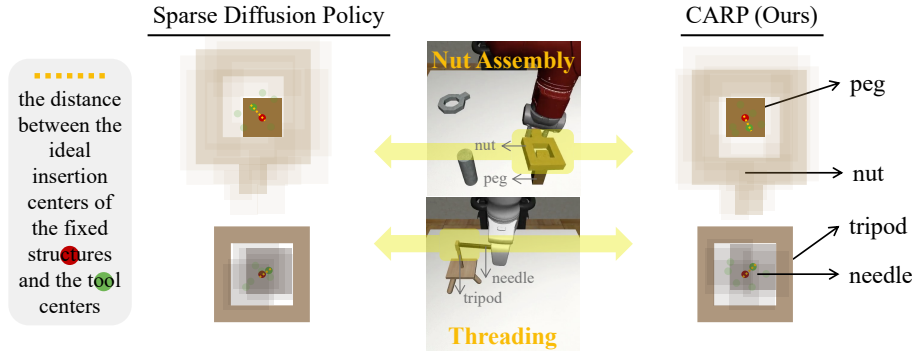 Sparse Diffusion Policy
CARP (Ours)
the distance
between the
ideal
insertion
centers of
the fixed
structures
and the tool
centers
Nut Assembly
nut
peg
needle
tripod
Threading
peg
nut
tripod
needle